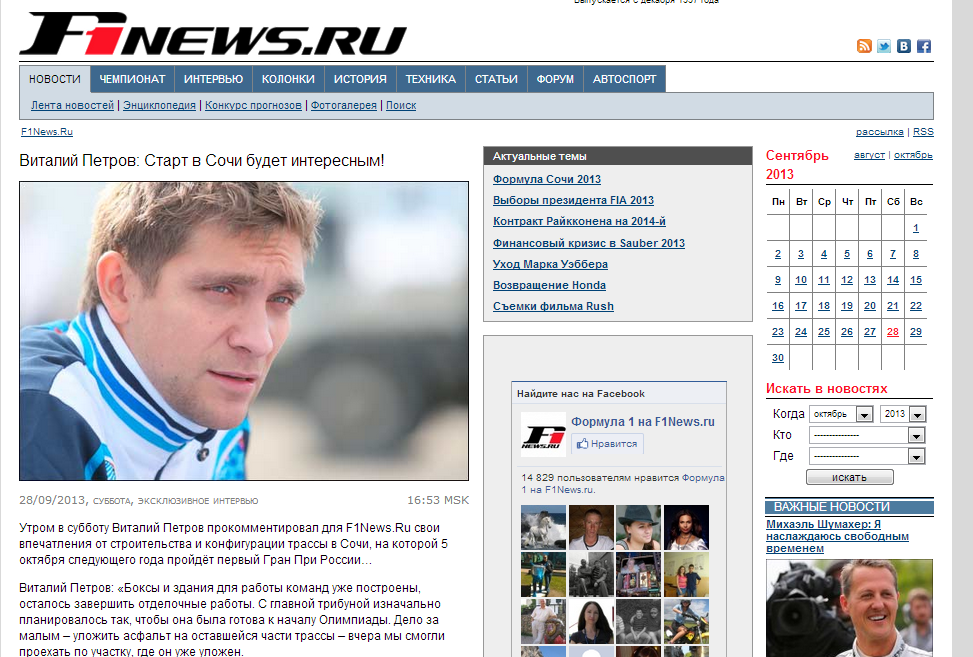 Выпускается с декабря 1997 года
F1NEWS.RU
НОВОСТИ ЧЕМПИОНАТ ИНТЕРВЬЮ КОЛОНКИ ИСТОРИЯ ТЕХНИКА СТАТЬИ ФОРУМ АВТОСПОРТ
Лента новостей | Энциклопедия | Конкурс прогнозов | Фотогалерея | Поиск
F1News.Ru
рассылка | RSS
Виталий Петров: Старт в Сочи будет интересным!
28/09/2013, суббота, эксклюзивное интервью 16:53 MSK
Утром в субботу Виталий Петров прокомментировал для F1News.Ru свои
впечатления от строительства и конфигурации трассы в Сочи, на которой 5
октября следующего года пройдёт первый Гран При России…
Виталий Петров: «Боксы и здания для работы команд уже построены,
осталось завершить отделочные работы. С главной трибуной изначально
планировалось так, чтобы она была готова к началу Олимпиады. Дело за
малым – уложить асфальт на оставшейся части трассы – вчера мы смогли
проехать по участку, где он уже уложен.
Актуальные темы
Формула Сочи 2013
Выборы президента FIA 2013
Контракт Райкконена на 2014-й
Финансовый кризис в Sauber 2013
Уход Марка Уэббера
Возвращение Honda
Съемки фильма Rush
Найдите нас на Facebook
F1NEWS.RU
Формула 1 на F1News.ru
Нравится
14 829 пользователям нравится Формула
1 на F1News.ru.
Сентябрь август | октябрь
2013
Пн Вт Ср Чт Пт Сб Вс
1
2 3 4 5 6 7 8
9 10 11 12 13 14 15
16 17 18 19 20 21 22
23 24 25 26 27 28 29
30
Искать в новостях
Когда октябрь 2013
Кто ---------------
Где ---------------
искать
ВАЖНЫЕ НОВОСТИ
Михаэль Шумахер: Я
наслаждаюсь свободным
временем